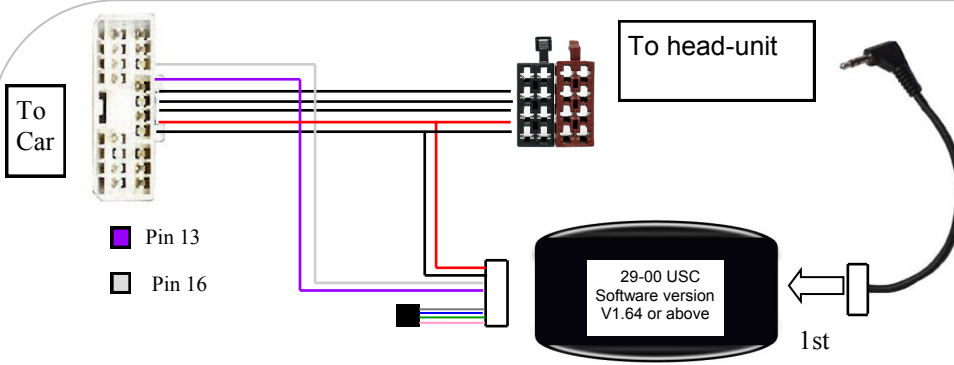 To head-unit
To
Car
Pin 13
Pin 16
29-00 USC
Software version
V1.64 or above
1st